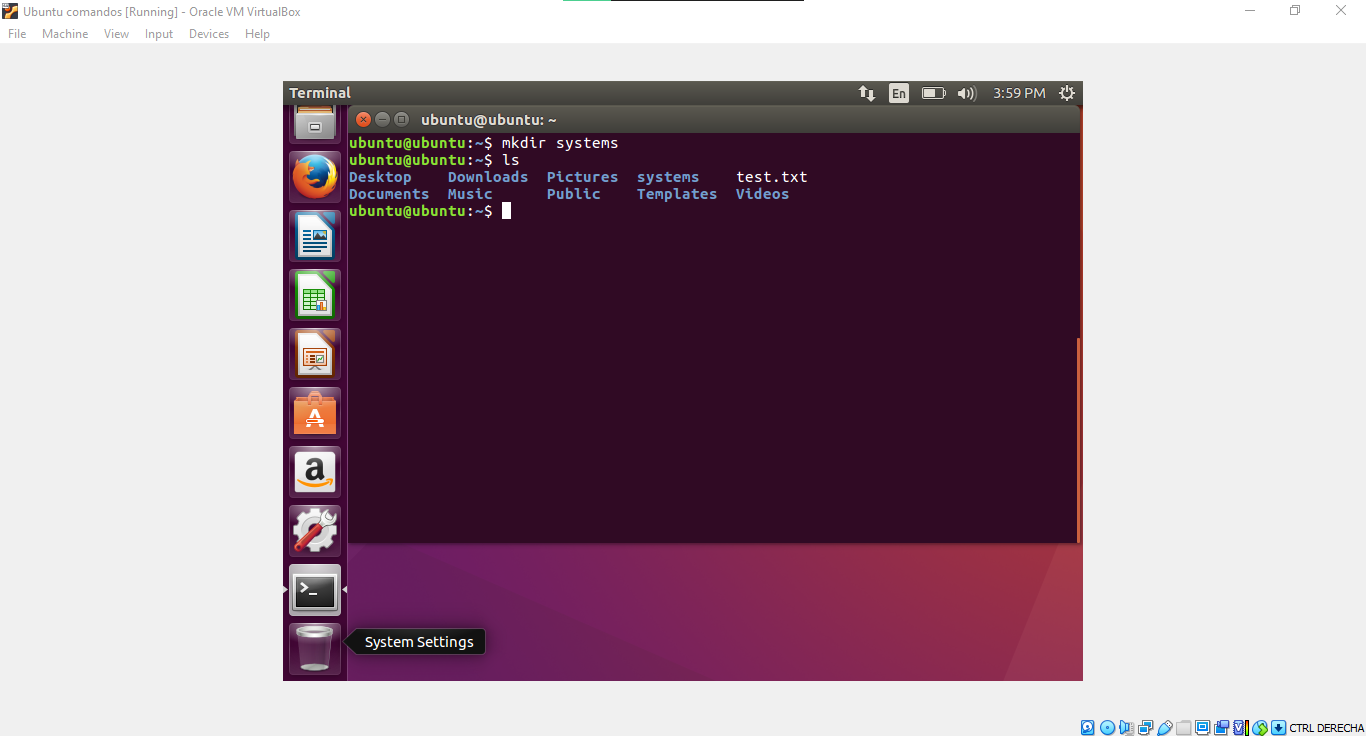 Ubuntu comandos [Running] - Oracle VM VirtualBox
File Machine View Input Devices Help
Terminal En 3:59 PM
ubuntu@ubuntu: ~
ubuntu@ubuntu:~$ mkdir systems
ubuntu@ubuntu:~$ ls
Desktop Downloads Pictures systems test.txt
Documents Music Public Templates Videos
ubuntu@ubuntu:~$
System Settings
CTRL DERECHA